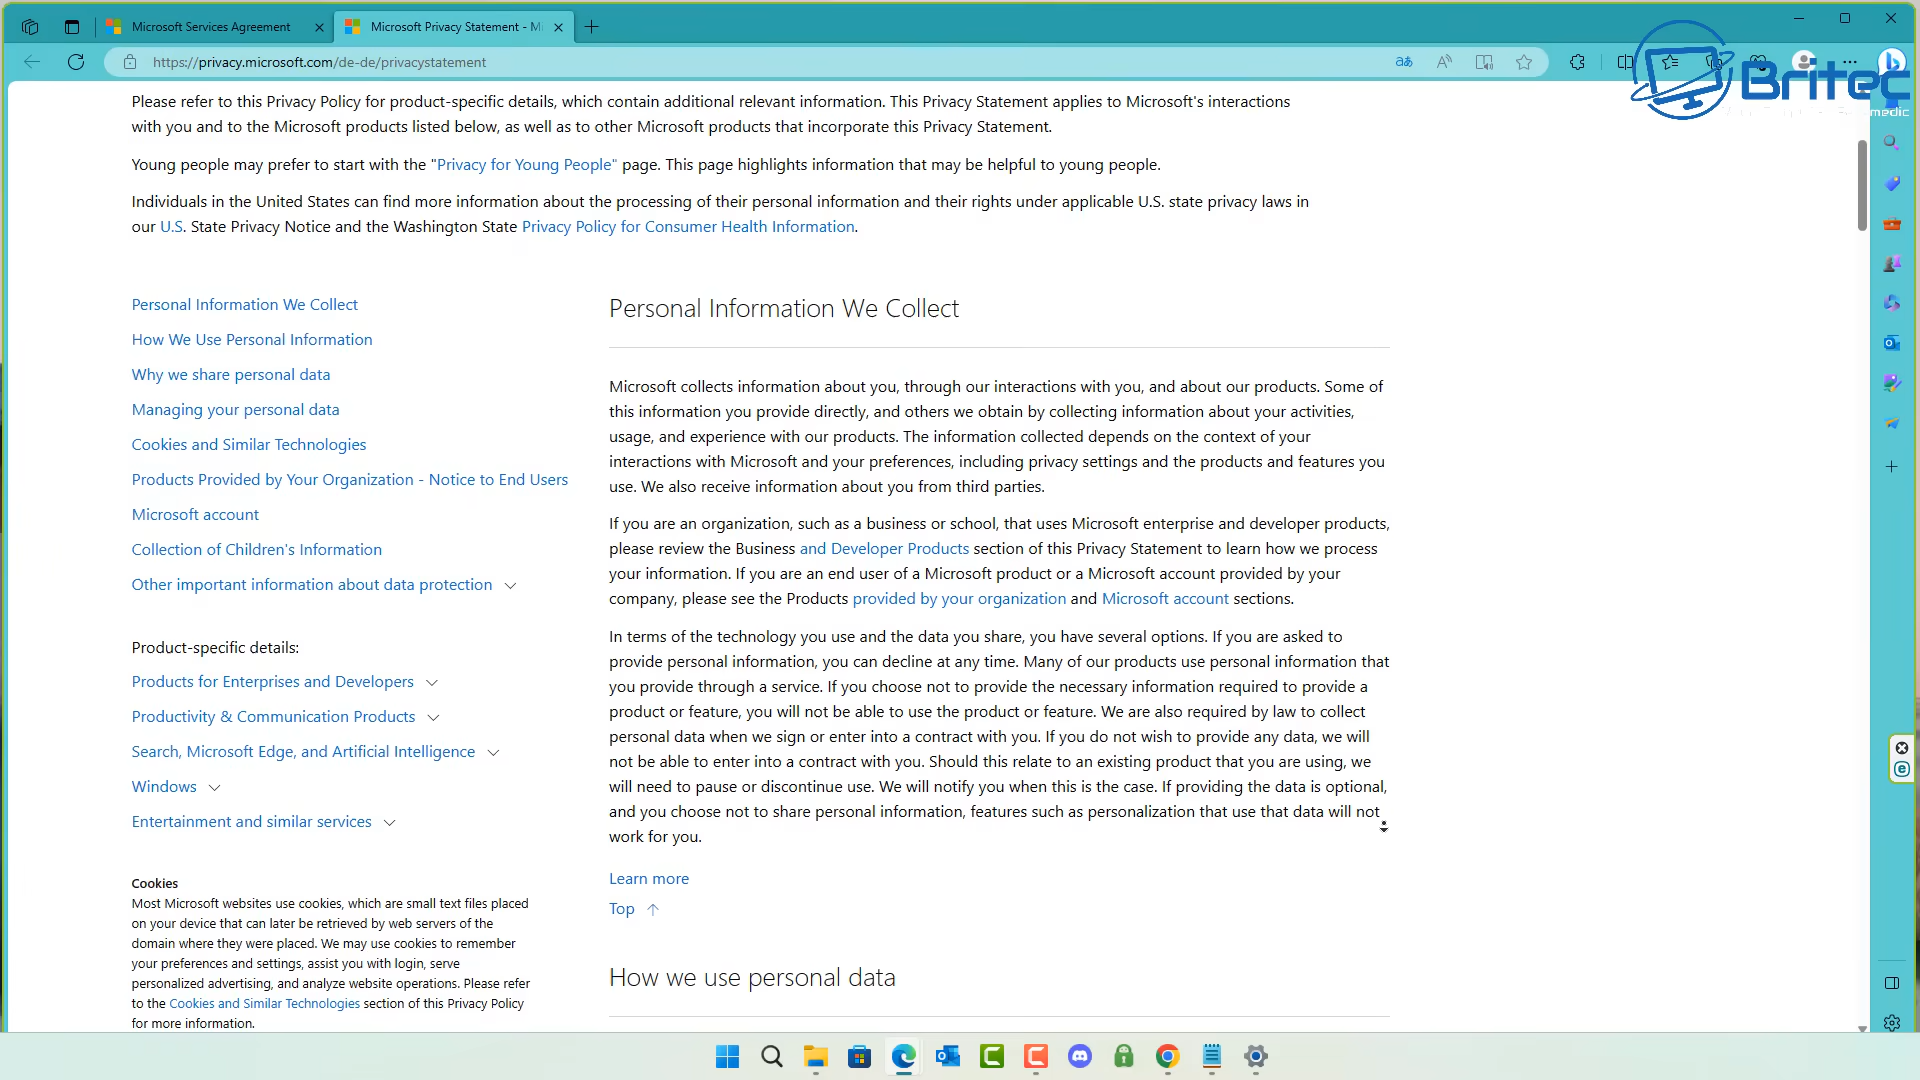 Microsoft Services Agreement
Microsoft Privacy Statement - M
https://privacy.microsoft.com/de-de/privacystatement
Britec
medic
Please refer to this Privacy Policy for product-specific details, which contain additional relevant information. This Privacy Statement applies to Microsoft's interactions
with you and to the Microsoft products listed below, as well as to other Microsoft products that incorporate this Privacy Statement.
Young people may prefer to start with the "Privacy for Young People" page. This page highlights information that may be helpful to young people.
Individuals in the United States can find more information about the processing of their personal information and their rights under applicable U.S. state privacy laws in
our U.S. State Privacy Notice and the Washington State Privacy Policy for Consumer Health Information.
Personal Information We Collect
How We Use Personal Information
Why we share personal data
Managing your personal data
Cookies and Similar Technologies
Products Provided by Your Organization - Notice to End Users
Microsoft account
Collection of Children's Information
Other important information about data protection
Product-specific details:
Products for Enterprises and Developers
Productivity & Communication Products
Search, Microsoft Edge, and Artificial Intelligence
Windows
Entertainment and similar services
Cookies
Most Microsoft websites use cookies, which are small text files placed
on your device that can later be retrieved by web servers of the
domain where they were placed. We may use cookies to remember
your preferences and settings, assist you with login, serve
personalized advertising, and analyze website operations. Please refer
to the Cookies and Similar Technologies section of this Privacy Policy
for more information.
Personal Information We Collect
Microsoft collects information about you, through our interactions with you, and about our products. Some of
this information you provide directly, and others we obtain by collecting information about your activities,
usage, and experience with our products. The information collected depends on the context of your
interactions with Microsoft and your preferences, including privacy settings and the products and features you
use. We also receive information about you from third parties.
If you are an organization, such as a business or school, that uses Microsoft enterprise and developer products,
please review the Business and Developer Products section of this Privacy Statement to learn how we process
your information. If you are an end user of a Microsoft product or a Microsoft account provided by your
company, please see the Products provided by your organization and Microsoft account sections.
In terms of the technology you use and the data you share, you have several options. If you are asked to
provide personal information, you can decline at any time. Many of our products use personal information that
you provide through a service. If you choose not to provide the necessary information required to provide a
product or feature, you will not be able to use the product or feature. We are also required by law to collect
personal data when we sign or enter into a contract with you. If you do not wish to provide any data, we will
not be able to enter into a contract with you. Should this relate to an existing product that you are using, we
will need to pause or discontinue use. We will notify you when this is the case. If providing the data is optional,
and you choose not to share personal information, features such as personalization that use that data will not
work for you.
Learn more
Top
How we use personal data